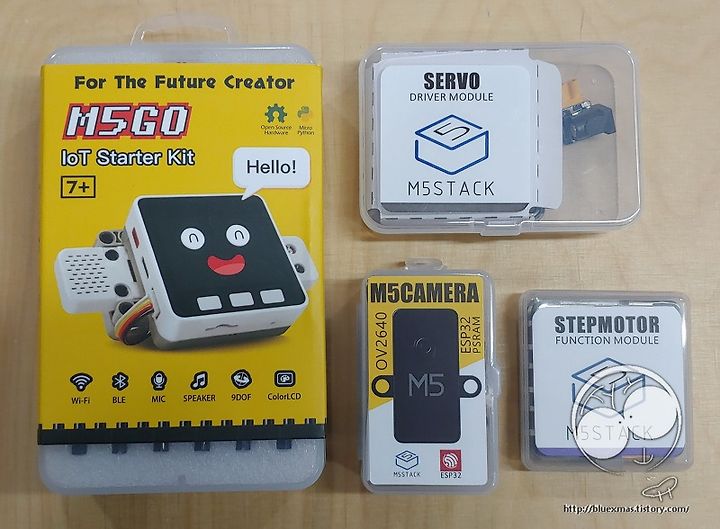 For The Future Creator
M5GO
Open Source
Hardware
Micro
Python
IoT Starter Kit
7+
Hello!
Wi-Fi
BLE
MIC
SPEAKER
9DOF
ColorLCD
SERVO
DRIVER MODULE
5
M5STACK
M5CAMERA
OV2640
ESP32
PSRAM
M5
M5STACK
ESP32
STEPMOTOR
FUNCTION MODULE
M5STACK
http://bluexmas.tistory.com/